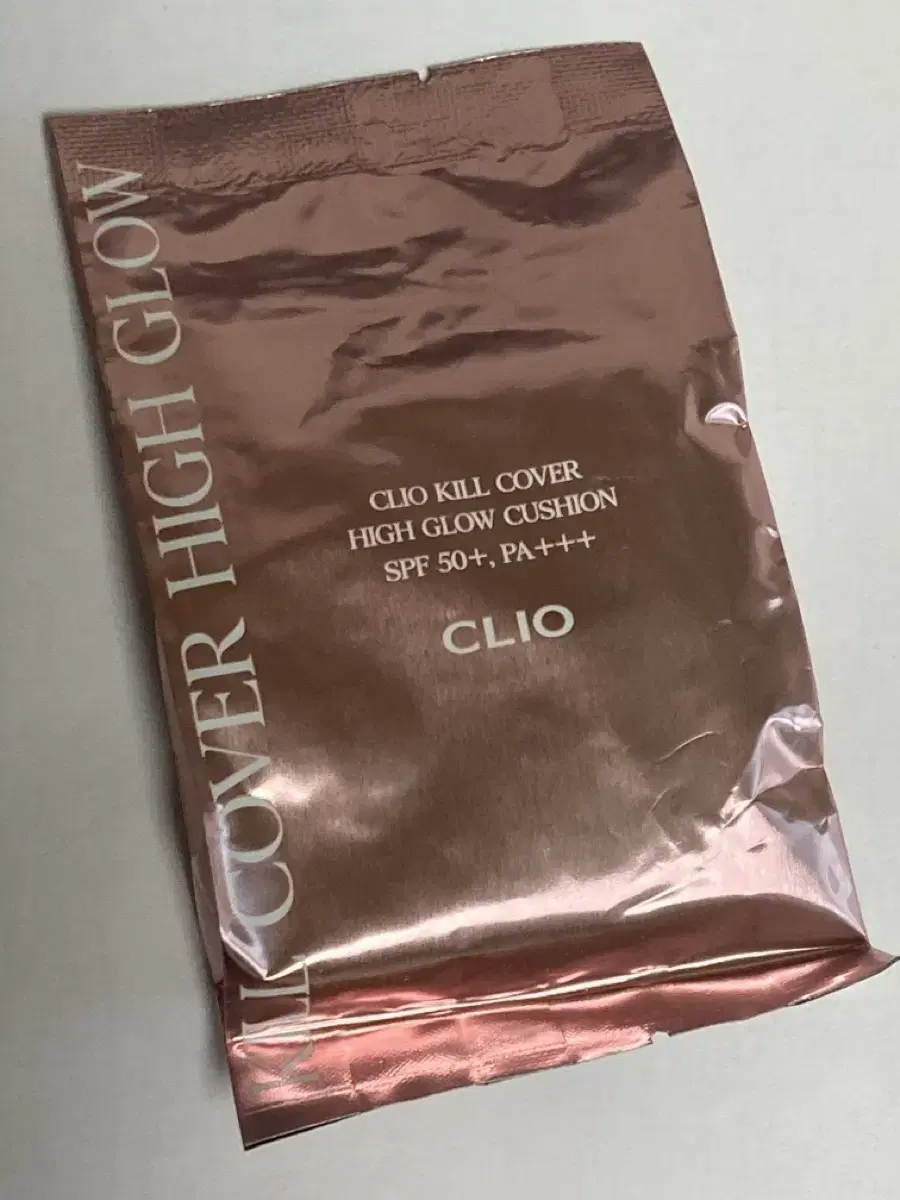 KILL COVER HIGH GLOW
CLIO KILL COVER
HIGH GLOW CUSHION
SPF 50+, PA+++
CLIO